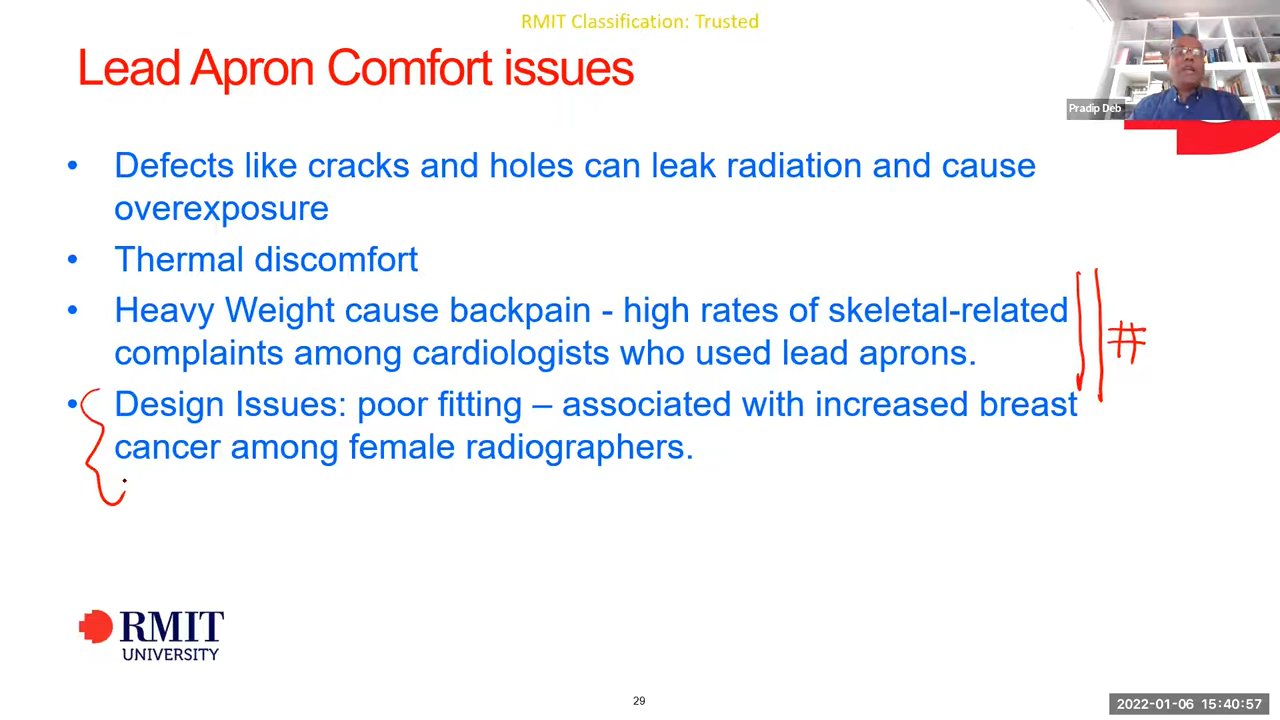 RMIT Classification: Trusted
Lead Apron Comfort issues
Pradip Deb
• Defects like cracks and holes can leak radiation and cause
overexposure
• Thermal discomfort
• Heavy Weight cause backpain - high rates of skeletal-related
complaints among cardiologists who used lead aprons.
#
• Design Issues: poor fitting – associated with increased breast
cancer among female radiographers.
RMIT
UNIVERSITY
29
2022-01-06 15:40:57